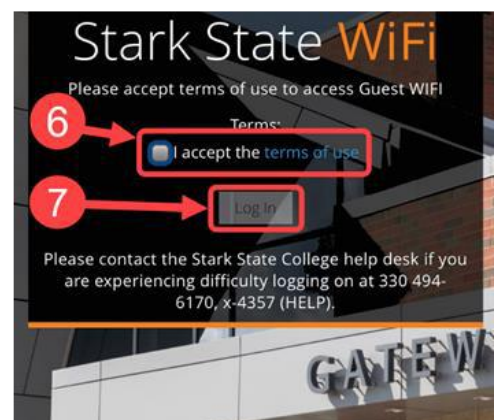 Stark State WiFi
Please accept terms of use to access Guest WIFI
Terms:
6
I accept the terms of use
7
Log In
Please contact the Stark State College help desk if you
are experiencing difficulty logging on at 330 494-
6170, x-4357 (HELP).
GATEW